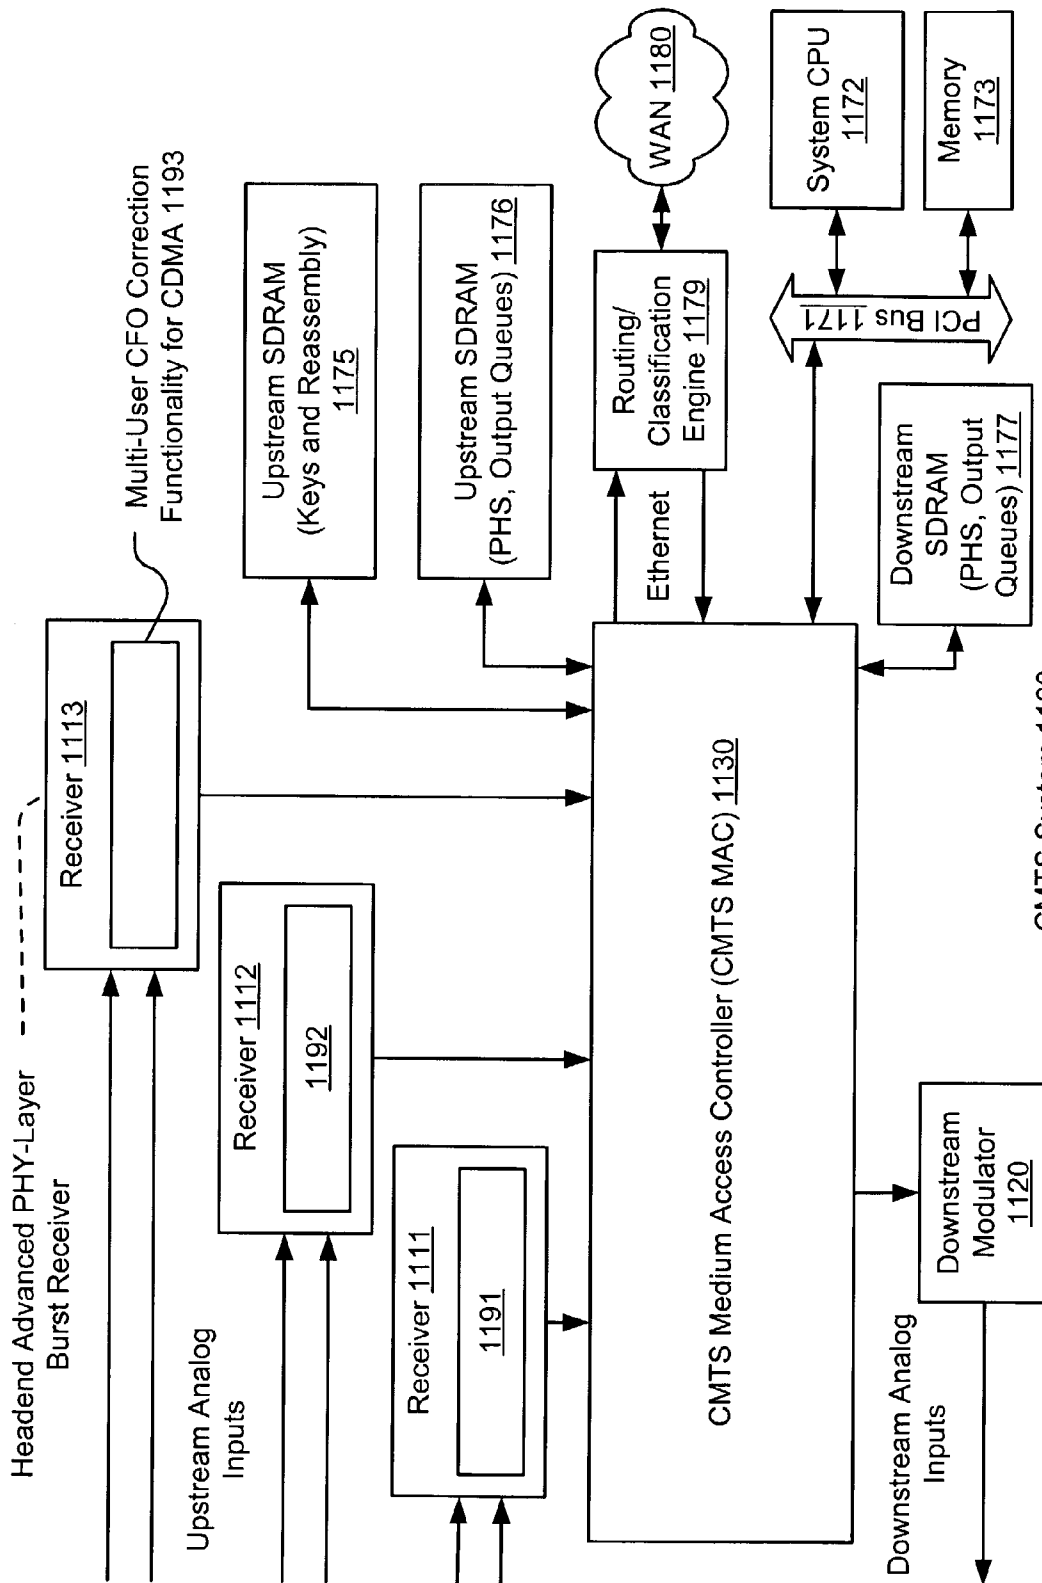 Headend Advanced PHY-Layer
Burst Receiver
Upstream Analog
Inputs
Receiver 1113
Multi-User CFO Correction
Functionality for CDMA 1193
Receiver 1112
1192
Receiver 1111
1191
Upstream SDRAM
(Keys and Reassembly)
1175
Upstream SDRAM
(PHS, Output Queues) 1176
CMTS Medium Access Controller (CMTS MAC) 1130
Ethernet
Routing/
Classification
Engine 1179
WAN 1180
PCI Bus 1171
System CPU
1172
Memory
1173
Downstream
SDRAM
(PHS, Output
Queues) 1177
Downstream
Modulator
1120
Downstream Analog
Inputs